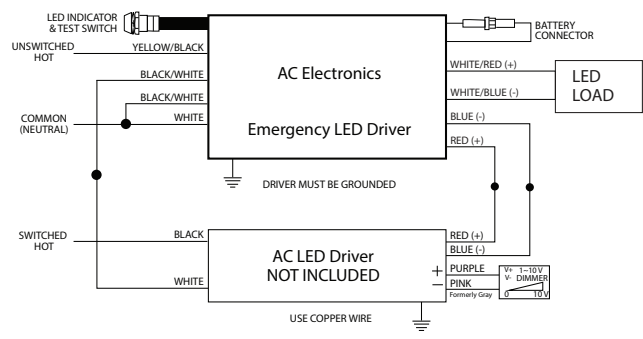 LED INDICATOR
& TEST SWITCH
UNSWITCHED
HOT
YELLOW/BLACK
BLACK/WHITE
BLACK/WHITE
COMMON
(NEUTRAL)
WHITE
AC Electronics
Emergency LED Driver
BATTERY
CONNECTOR
WHITE/RED (+)
WHITE/BLUE (-)
LED
LOAD
BLUE (-)
RED (+)
DRIVER MUST BE GROUNDED
SWITCHED
HOT
BLACK
WHITE
AC LED Driver
NOT INCLUDED
RED (+)
BLUE (-)
+ PURPLE
− PINK
Formerly Gray
V+ 1~10 V
V- DIMMER
0 10 V
USE COPPER WIRE